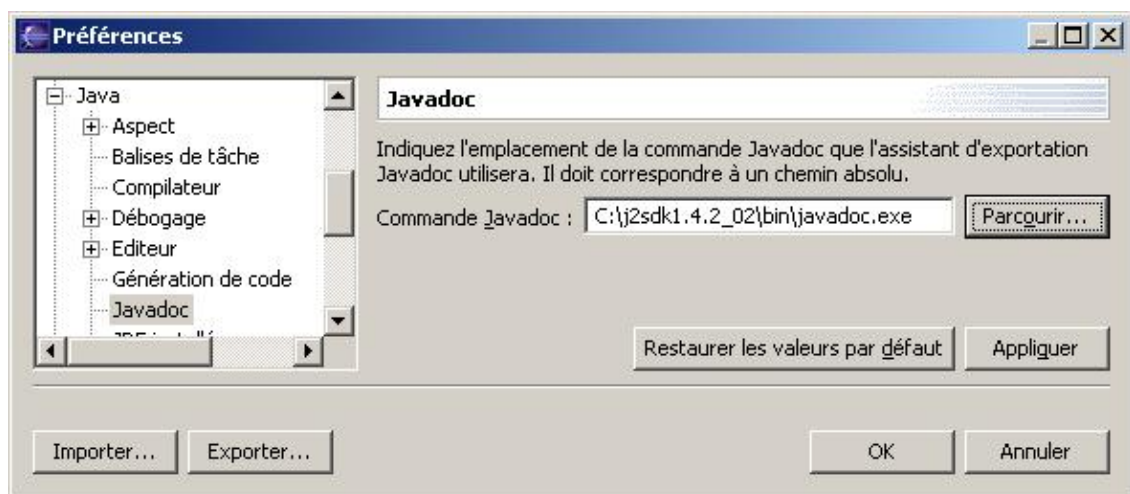 Préférences
Java
Aspect
Balises de tâche
Compilateur
Débogage
Editeur
Génération de code
Javadoc
Javadoc
Indiquez l'emplacement de la commande Javadoc que l'assistant d'exportation
Javadoc utilisera. Il doit correspondre à un chemin absolu.
Commande Javadoc : C:\j2sdk1.4.2_02\bin\javadoc.exe Parcourir...
Restaurer les valeurs par défaut Appliquer
Importer... Exporter... OK Annuler